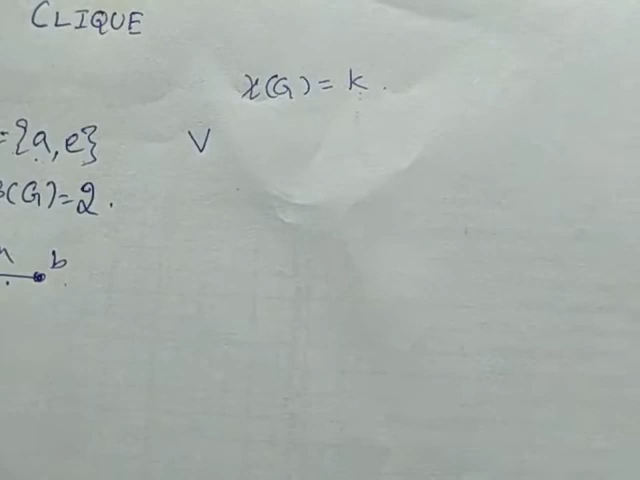 CLIQUE
χ(G) = k.
={a, e} V
(G)=2.
b